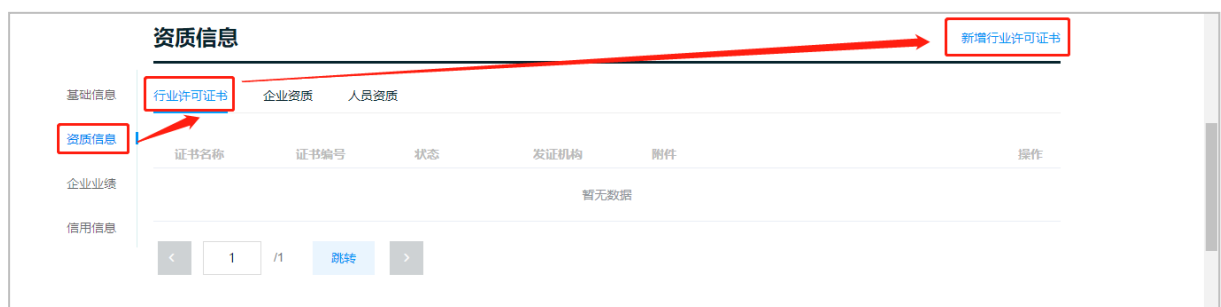 资质信息
新增行业许可证书
基础信息
行业许可证书 企业资质 人员资质
资质信息
证书名称 证书编号 状态 发证机构 附件 操作
企业业绩
暂无数据
信用信息
< 1 /1 跳转 >